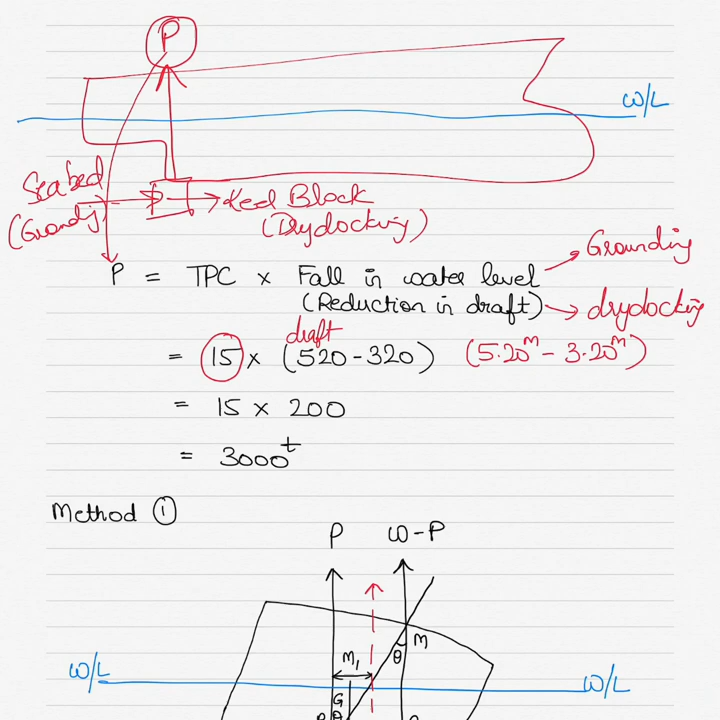 P
W/L
Seabed
(Groundg) P → Keel Block
(Drydocking)
P = TPC × Fall in water level → Grounding
(Reduction in draft) → drydocking
draft
= 15 × (520 - 320) (5.20ᵐ - 3.20ᵐ)
= 15 × 200
= 3000ᵗ
Method ①
P W-P
θ M
W/L M₁ W/L
G
θ